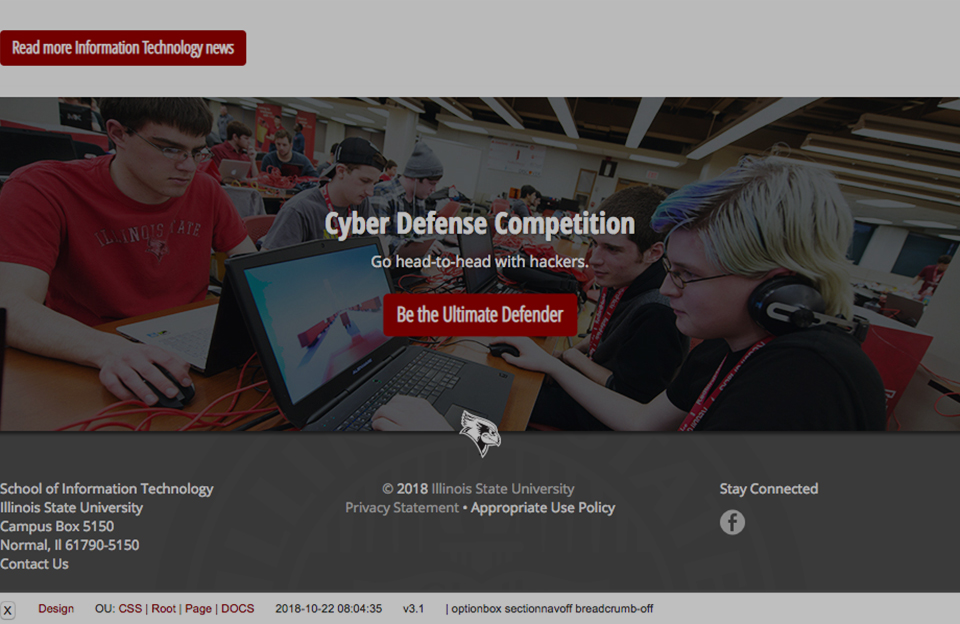 Read more Information Technology news
ILLINOIS STATE
Cyber Defense Competition
Go head-to-head with hackers.
Be the Ultimate Defender
School of Information Technology
Illinois State University
Campus Box 5150
Normal, Il 61790-5150
Contact Us
© 2018 Illinois State University
Privacy Statement • Appropriate Use Policy
Stay Connected
X Design OU: CSS | Root | Page | DOCS 2018-10-22 08:04:35 v3.1 | optionbox sectionnavoff breadcrumb-off